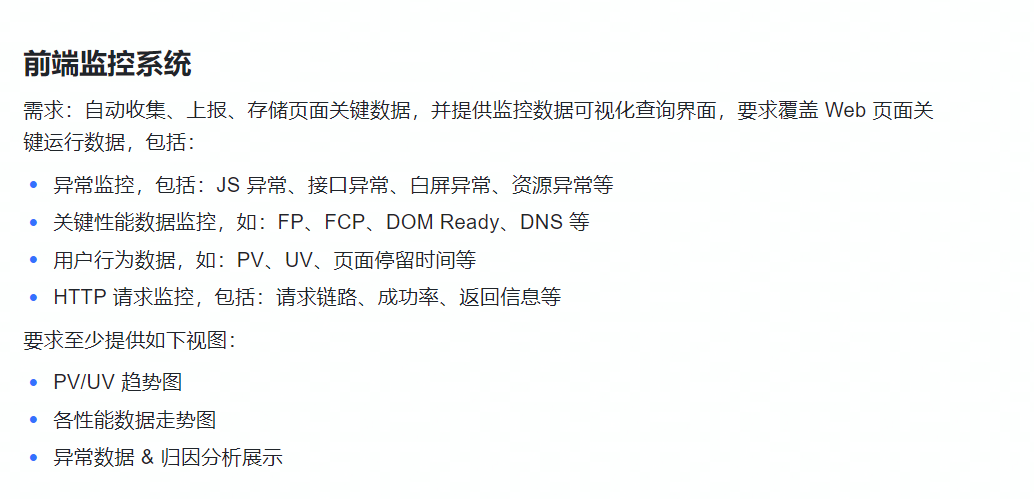 前端监控系统
需求：自动收集、上报、存储页面关键数据，并提供监控数据可视化查询界面，要求覆盖 Web 页面关
键运行数据，包括：
• 异常监控，包括：JS 异常、接口异常、白屏异常、资源异常等
• 关键性能数据监控，如：FP、FCP、DOM Ready、DNS 等
• 用户行为数据，如：PV、UV、页面停留时间等
• HTTP 请求监控，包括：请求链路、成功率、返回信息等
要求至少提供如下视图：
• PV/UV 趋势图
• 各性能数据走势图
• 异常数据 & 归因分析展示